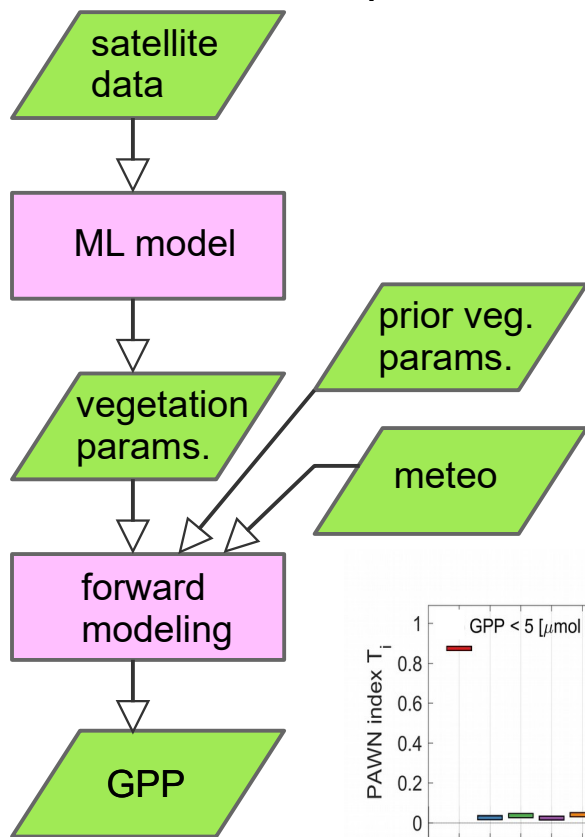 satellite
data
ML model
prior veg.
params.
vegetation
params.
meteo
forward
modeling
GPP
GPP < 5 [μmol
PAWN index T_i
1
0.8
0.6
0.4
0.2
0